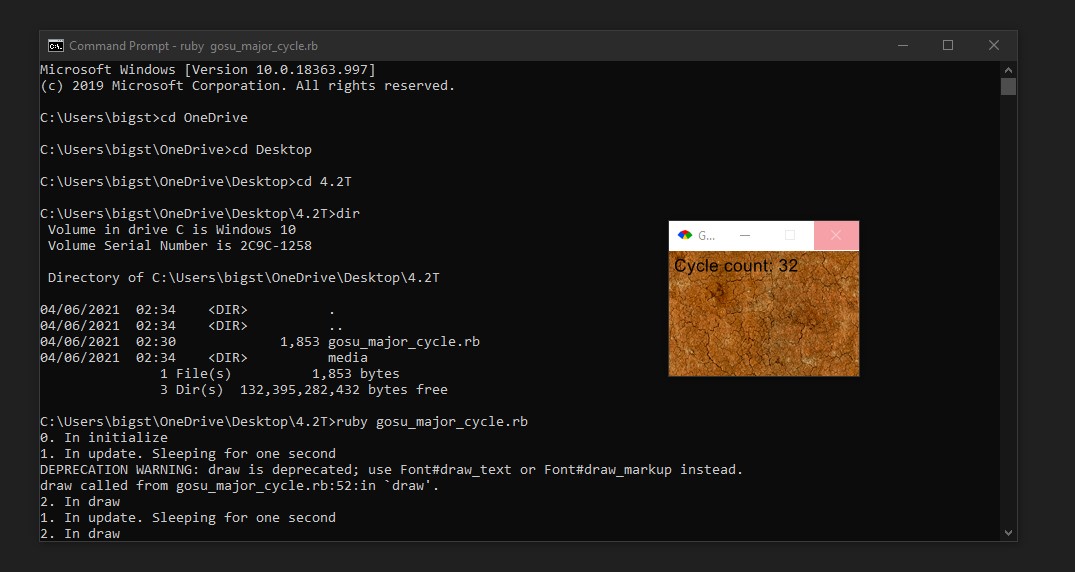 Command Prompt - ruby  gosu_major_cycle.rb
Microsoft Windows [Version 10.0.18363.997]
(c) 2019 Microsoft Corporation. All rights reserved.
C:\Users\bigst>cd OneDrive
C:\Users\bigst\OneDrive>cd Desktop
C:\Users\bigst\OneDrive\Desktop>cd 4.2T
C:\Users\bigst\OneDrive\Desktop\4.2T>dir
 Volume in drive C is Windows 10
 Volume Serial Number is 2C9C-1258
 Directory of C:\Users\bigst\OneDrive\Desktop\4.2T
04/06/2021  02:34    <DIR>          .
04/06/2021  02:34    <DIR>          ..
04/06/2021  02:30             1,853 gosu_major_cycle.rb
04/06/2021  02:34    <DIR>          media
               1 File(s)          1,853 bytes
               3 Dir(s)  132,395,282,432 bytes free
C:\Users\bigst\OneDrive\Desktop\4.2T>ruby gosu_major_cycle.rb
0. In initialize
1. In update. Sleeping for one second
DEPRECATION WARNING: draw is deprecated; use Font#draw_text or Font#draw_markup instead.
draw called from gosu_major_cycle.rb:52:in `draw'.
2. In draw
1. In update. Sleeping for one second
2. In draw
G...
Cycle count: 32